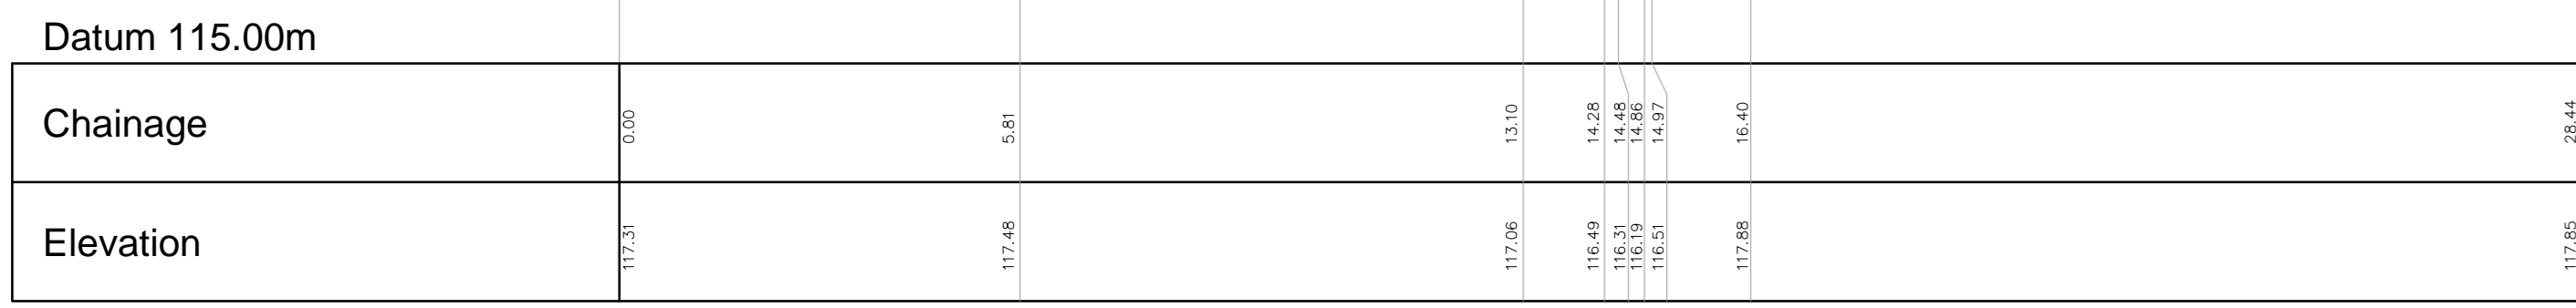 Datum 115.00m
Chainage 0.00 5.81 13.10 14.28 14.48 14.86 14.97 16.40 28.44
Elevation 117.31 117.48 117.06 116.49 116.31 116.19 116.51 117.88 117.85